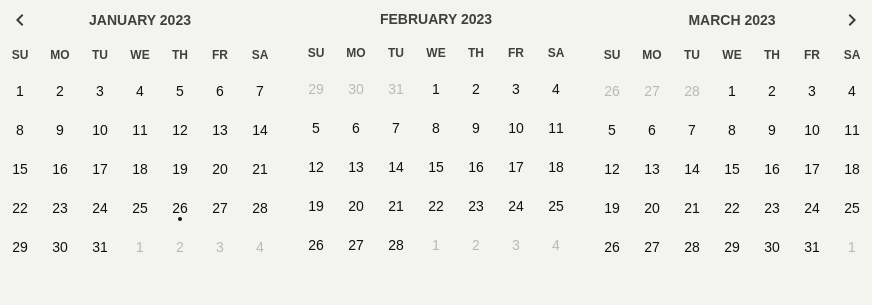 JANUARY 2023
SU MO TU WE TH FR SA
1 2 3 4 5 6 7
8 9 10 11 12 13 14
15 16 17 18 19 20 21
22 23 24 25 26 27 28
29 30 31 1 2 3 4
FEBRUARY 2023
SU MO TU WE TH FR SA
29 30 31 1 2 3 4
5 6 7 8 9 10 11
12 13 14 15 16 17 18
19 20 21 22 23 24 25
26 27 28 1 2 3 4
MARCH 2023
SU MO TU WE TH FR SA
26 27 28 1 2 3 4
5 6 7 8 9 10 11
12 13 14 15 16 17 18
19 20 21 22 23 24 25
26 27 28 29 30 31 1